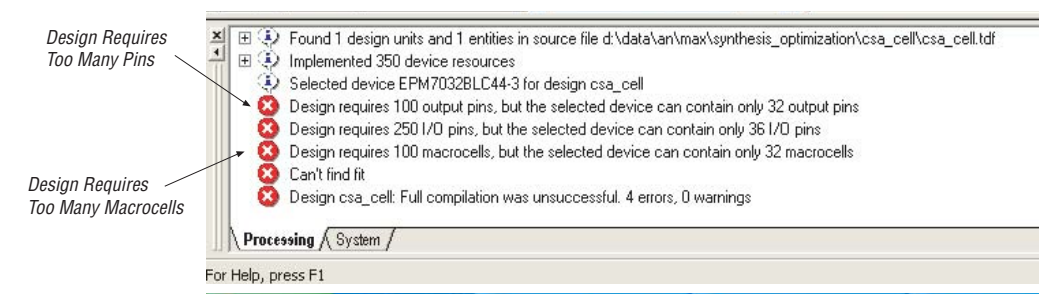 Design Requires
Too Many Pins
Found 1 design units and 1 entities in source file d:\data\an\max\synthesis_optimization\csa_cell\csa_cell.tdf
Implemented 350 device resources
Selected device EPM7032BLC44-3 for design csa_cell
Design requires 100 output pins, but the selected device can contain only 32 output pins
Design requires 250 I/O pins, but the selected device can contain only 36 I/O pins
Design requires 100 macrocells, but the selected device can contain only 32 macrocells
Can't find fit
Design csa_cell: Full compilation was unsuccessful. 4 errors, 0 warnings
Design Requires
Too Many Macrocells
Processing System
For Help, press F1